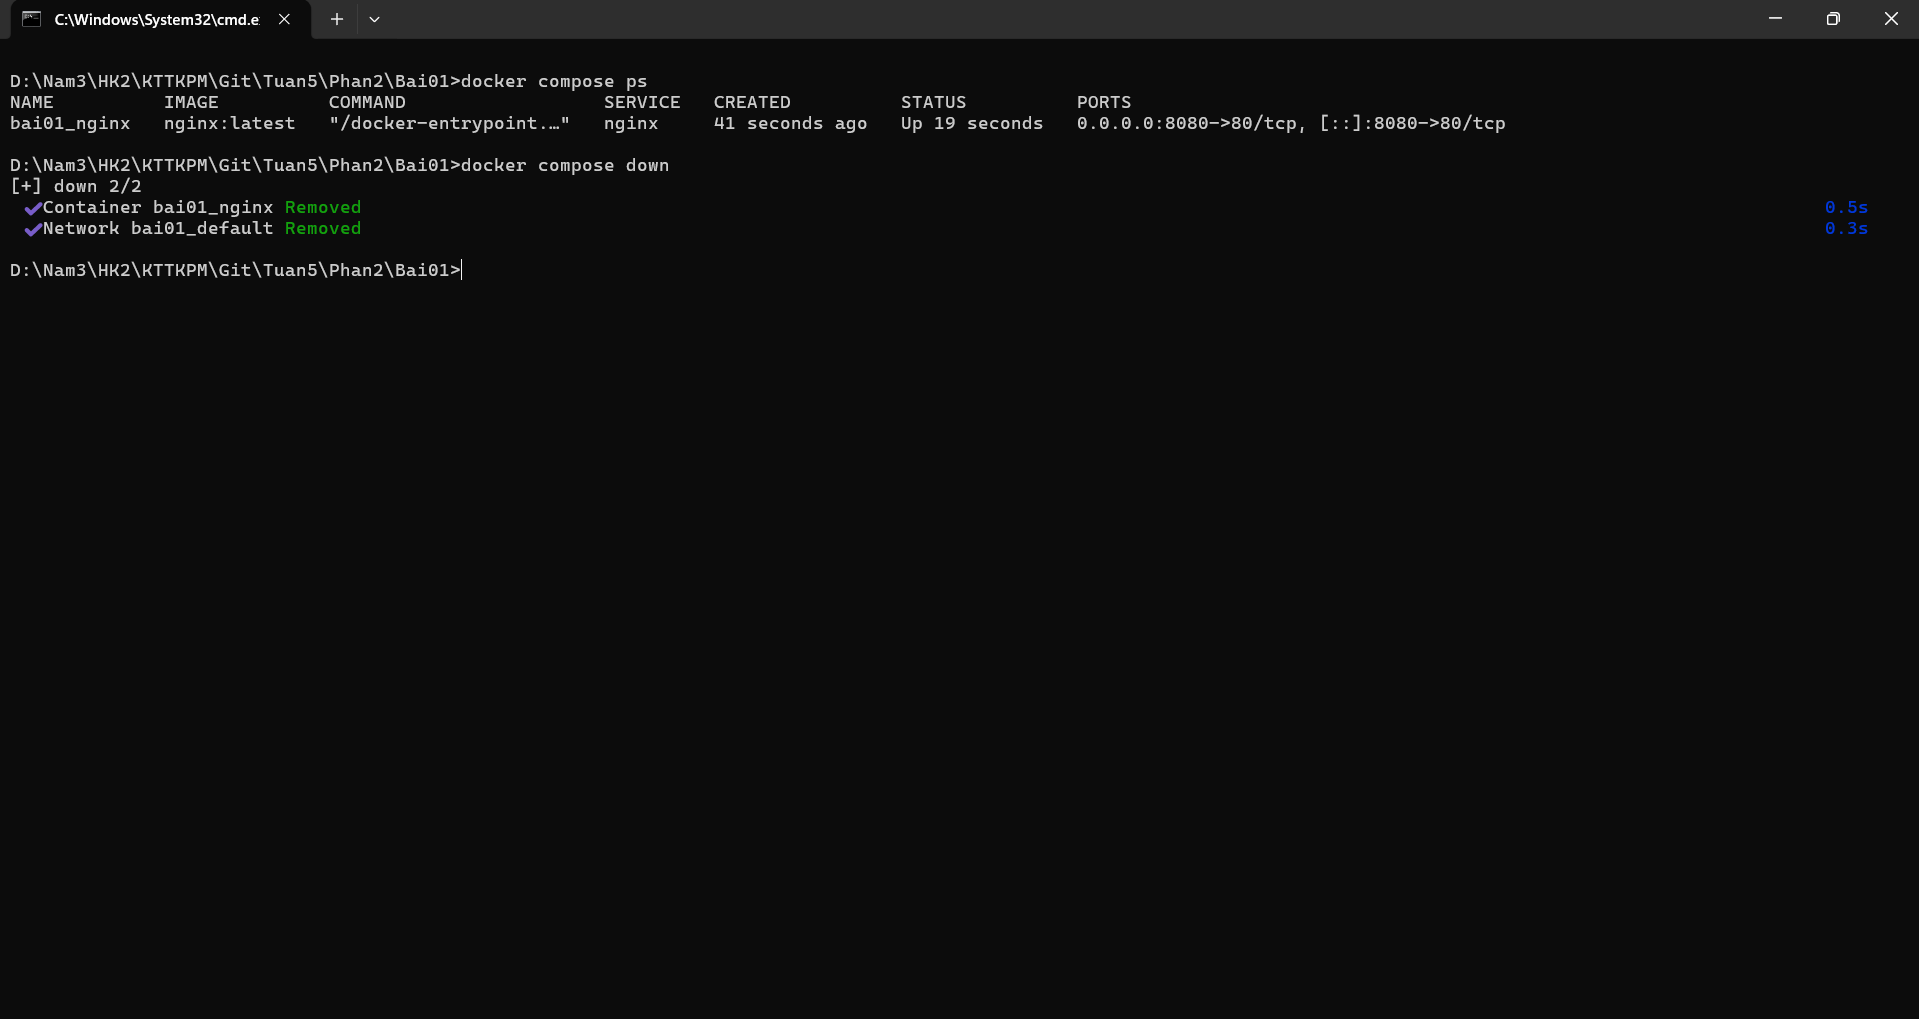 C:\Windows\System32\cmd.e
D:\Nam3\HK2\KTTKPM\Git\Tuan5\Phan2\Bai01>docker compose ps
NAME IMAGE COMMAND SERVICE CREATED STATUS PORTS
bai01_nginx nginx:latest "/docker-entrypoint.…" nginx 41 seconds ago Up 19 seconds 0.0.0.0:8080->80/tcp, [::]:8080->80/tcp
D:\Nam3\HK2\KTTKPM\Git\Tuan5\Phan2\Bai01>docker compose down
[+] down 2/2
✔Container bai01_nginx Removed 0.5s
✔Network bai01_default Removed 0.3s
D:\Nam3\HK2\KTTKPM\Git\Tuan5\Phan2\Bai01>